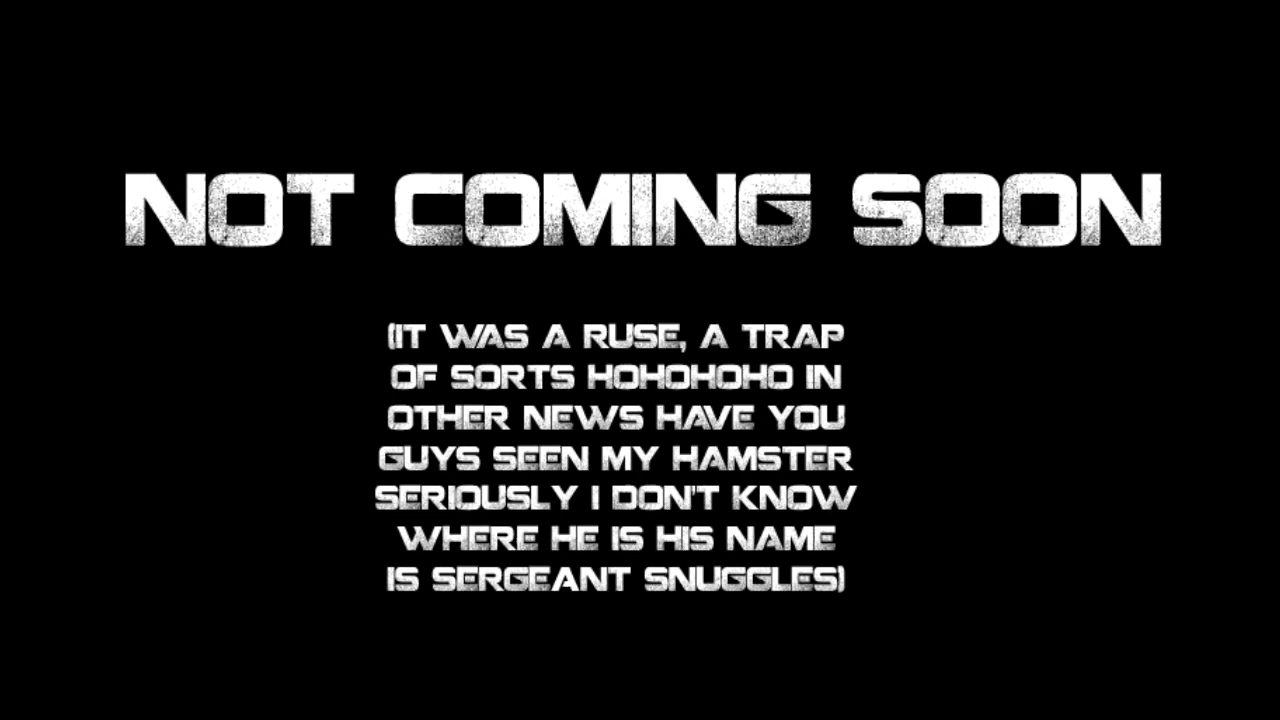 NOT COMING SOON
(IT WAS A RUSE, A TRAP
OF SORTS HOHOHOHO IN
OTHER NEWS HAVE YOU
GUYS SEEN MY HAMSTER
SERIOUSLY I DON'T KNOW
WHERE HE IS HIS NAME
IS SERGEANT SNUGGLES)